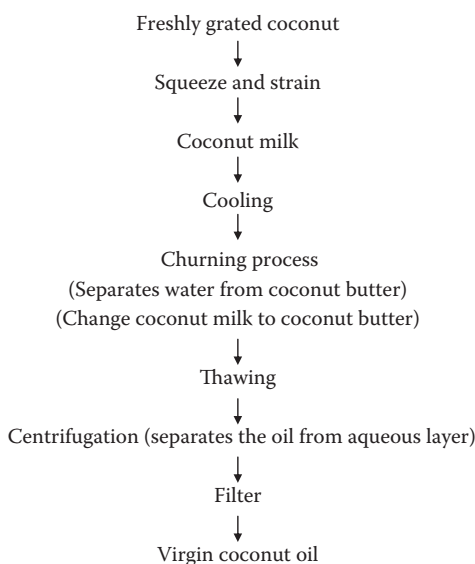 Freshly grated coconut
Squeeze and strain
Coconut milk
Cooling
Churning process
(Separates water from coconut butter)
(Change coconut milk to coconut butter)
Thawing
Centrifugation (separates the oil from aqueous layer)
Filter
Virgin coconut oil